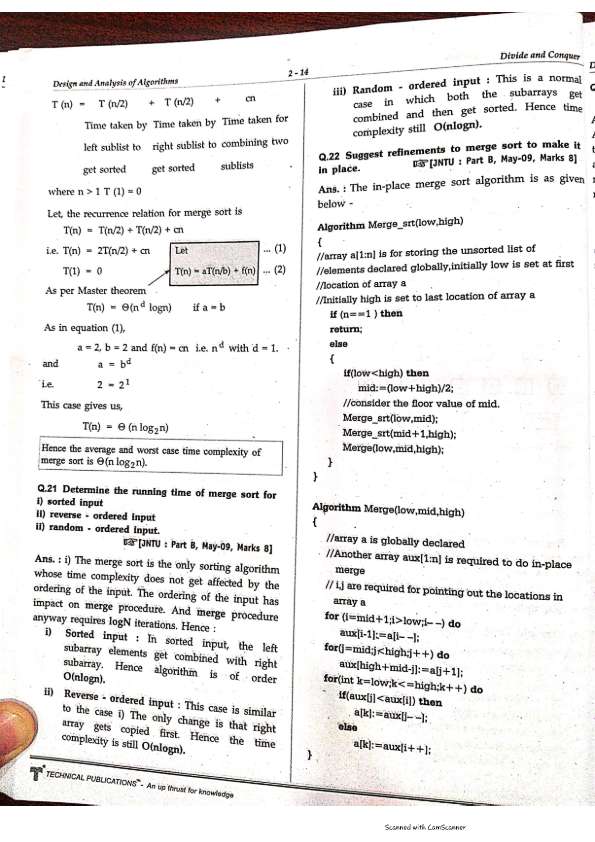 Design and Analysis of Algorithms
2 - 14
Divide and Conquer
T (n) = T (n/2) + T (n/2) + cn
Time taken by Time taken by Time taken for
left sublist to right sublist to combining two
get sorted get sorted sublists
where n > 1 T (1) = 0
Let, the recurrence relation for merge sort is
T(n) = T(n/2) + T(n/2) + cn
i.e. T(n) = 2T(n/2) + cn ... (1)
T(1) = 0 ... (2)
Let
T(n) = aT(n/b) + f(n)
As per Master theorem
T(n) = Θ(n^d logn) if a = b
As in equation (1),
a = 2, b = 2 and f(n) = cn i.e. n^d with d = 1.
and a = b^d
i.e. 2 = 2^1
This case gives us,
T(n) = Θ (n log₂n)
Hence the average and worst case time complexity of
merge sort is Θ(n log₂n).
Q.21 Determine the running time of merge sort for
i) sorted input
ii) reverse - ordered input
ii) random - ordered input.
☞[JNTU : Part B, May-09, Marks 8]
Ans. : i) The merge sort is the only sorting algorithm
whose time complexity does not get affected by the
ordering of the input. The ordering of the input has
impact on merge procedure. And merge procedure
anyway requires logN iterations. Hence :
i) Sorted input : In sorted input, the left
subarray elements get combined with right
subarray. Hence algorithm is of order
O(nlogn).
ii) Reverse - ordered input : This case is similar
to the case i) The only change is that right
array gets copied first. Hence the time
complexity is still O(nlogn).
iii) Random - ordered input : This is a normal
case in which both the subarrays get
combined and then get sorted. Hence time
complexity still O(nlogn).
Q.22 Suggest refinements to merge sort to make it
in place. ☞[JNTU : Part B, May-09, Marks 8]
Ans. : The in-place merge sort algorithm is as given
below -
Algorithm Merge_srt(low,high)
{
//array a[1:n] is for storing the unsorted list of
//elements declared globally,initially low is set at first
//location of array a
//Initially high is set to last location of array a
if (n==1 ) then
return;
else
{
if(low<high) then
mid:=(low+high)/2;
//consider the floor value of mid.
Merge_srt(low,mid);
Merge_srt(mid+1,high);
Merge(low,mid,high);
}
}
Algorithm Merge(low,mid,high)
{
//array a is globally declared
//Another array aux[1:n] is required to do in-place
merge
// i,j are required for pointing out the locations in
array a
for (i=mid+1;i>low;i- -) do
aux[i-1]:=a[i- -];
for(j=mid;j<high;j++) do
aux[high+mid-j]:=a[j+1];
for(int k=low;k<=high;k++) do
if(aux[j]<aux[i]) then
a[k]:=aux[j- -];
else
a[k]:=aux[i++];
}
TECHNICAL PUBLICATIONS™ - An up thrust for knowledge
Scanned with CamScanner